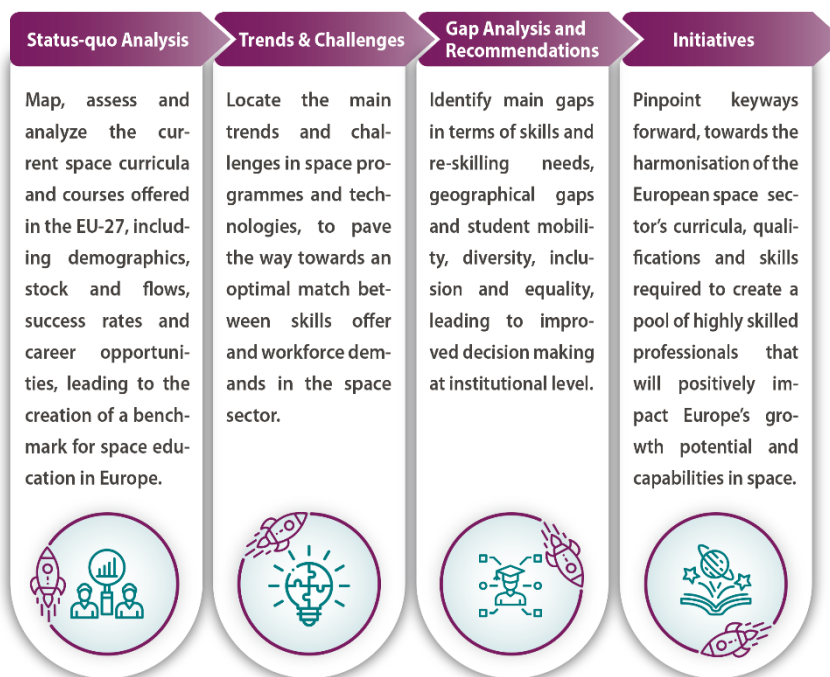 Status-quo Analysis
Map, assess and
analyze the cur-
rent space curricula
and courses offered
in the EU-27, includ-
ing demographics,
stock and flows,
success rates and
career opportuni-
ties, leading to the
creation of a bench-
mark for space edu-
cation in Europe.
Trends & Challenges
Locate the main
trends and chal-
lenges in space pro-
grammes and tech-
nologies, to pave
the way towards an
optimal match bet-
ween skills offer
and workforce dem-
ands in the space
sector.
Gap Analysis and
Recommendations
Identify main gaps
in terms of skills and
re-skilling needs,
geographical gaps
and student mobili-
ty, diversity, inclu-
sion and equality,
leading to impro-
ved decision making
at institutional level.
Initiatives
Pinpoint keyways
forward, towards the
harmonisation of the
European space sec-
tor's curricula, quali-
fications and skills
required to create a
pool of highly skilled
professionals that
will positively im-
pact Europe's gro-
wth potential and
capabilities in space.